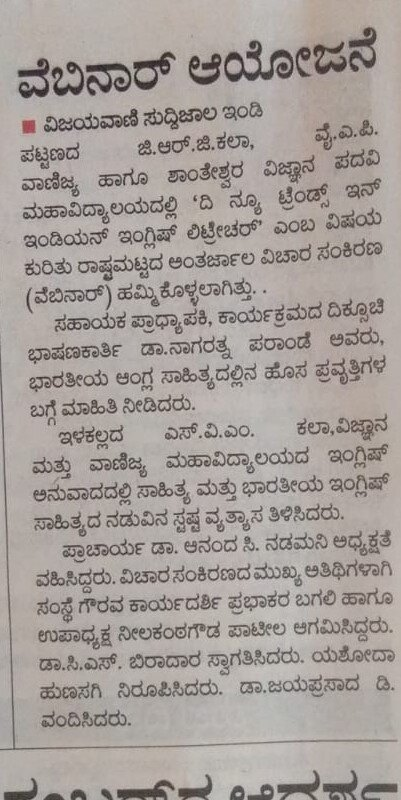 ವೆಬಿನಾರ್ ಆಯೋಜನೆ
■ ವಿಜಯವಾಣಿ ಸುದ್ದಿಜಾಲ ಇಂಡಿ
ಪಟ್ಟಣದ ಜಿ.ಆರ್.ಜಿ.ಕಲಾ, ವೈ.ಎ.ಪಿ.
ವಾಣಿಜ್ಯ ಹಾಗೂ ಶಾಂತೇಶ್ವರ ವಿಜ್ಞಾನ ಪದವಿ
ಮಹಾವಿದ್ಯಾಲಯದಲ್ಲಿ 'ದಿ ನ್ಯೂ ಟ್ರೆಂಡ್ಸ್ ಇನ್
ಇಂಡಿಯನ್ ಇಂಗ್ಲಿಷ್ ಲಿಟ್ರೇಚರ್' ಎಂಬ ವಿಷಯ
ಕುರಿತು ರಾಷ್ಟ್ರಮಟ್ಟದ ಅಂತರ್ಜಾಲ ವಿಚಾರ ಸಂಕಿರಣ
(ವೆಬಿನಾರ್) ಹಮ್ಮಿಕೊಳ್ಳಲಾಗಿತ್ತು. .
ಸಹಾಯಕ ಪ್ರಾಧ್ಯಾಪಕಿ, ಕಾರ್ಯಕ್ರಮದ ದಿಕ್ಸೂಚಿ
ಭಾಷಣಕಾರ್ತಿ ಡಾ.ನಾಗರತ್ನ ಪರಾಂಡೆ ಅವರು,
ಭಾರತೀಯ ಆಂಗ್ಲ ಸಾಹಿತ್ಯದಲ್ಲಿನ ಹೊಸ ಪ್ರವೃತ್ತಿಗಳ
ಬಗ್ಗೆ ಮಾಹಿತಿ ನೀಡಿದರು.
ಇಳಕಲ್ಲದ ಎಸ್.ವಿ.ಎಂ. ಕಲಾ,ವಿಜ್ಞಾನ
ಮತ್ತು ವಾಣಿಜ್ಯ ಮಹಾವಿದ್ಯಾಲಯದ ಇಂಗ್ಲಿಷ್
ಅನುವಾದದಲ್ಲಿ ಸಾಹಿತ್ಯ ಮತ್ತು ಭಾರತೀಯ ಇಂಗ್ಲಿಷ್
ಸಾಹಿತ್ಯದ ನಡುವಿನ ಸ್ಪಷ್ಟ ವ್ಯತ್ಯಾಸ ತಿಳಿಸಿದರು.
ಪ್ರಾಚಾರ್ಯ ಡಾ. ಆನಂದ ಸಿ. ನಡಮನಿ ಅಧ್ಯಕ್ಷತೆ
ವಹಿಸಿದ್ದರು. ವಿಚಾರ ಸಂಕಿರಣದ ಮುಖ್ಯ ಅತಿಥಿಗಳಾಗಿ
ಸಂಸ್ಥೆ ಗೌರವ ಕಾರ್ಯದರ್ಶಿ ಪ್ರಭಾಕರ ಬಗಲಿ ಹಾಗೂ
ಉಪಾಧ್ಯಕ್ಷ ನೀಲಕಂಠಗೌಡ ಪಾಟೀಲ ಆಗಮಿಸಿದ್ದರು.
ಡಾ.ಸಿ.ಎಸ್. ಬಿರಾದಾರ ಸ್ವಾಗತಿಸಿದರು. ಯಶೋದಾ
ಹುಣಸಗಿ ನಿರೂಪಿಸಿದರು. ಡಾ.ಜಯಪ್ರಸಾದ ಡಿ.
ವಂದಿಸಿದರು.